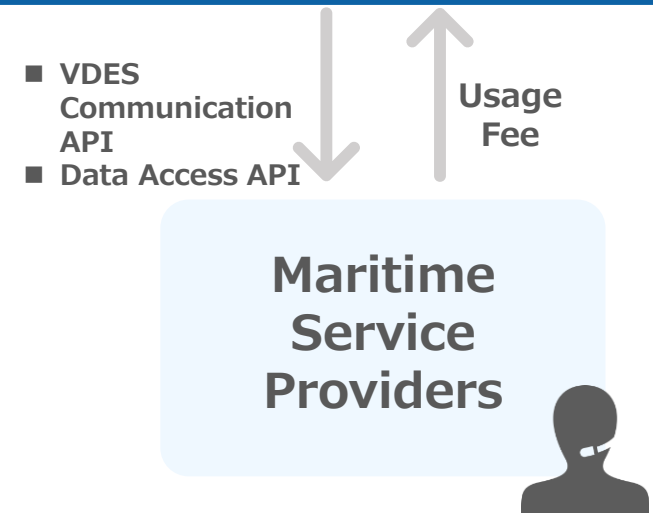 ■ VDES
Communication
API
■ Data Access API
Usage
Fee
Maritime
Service
Providers